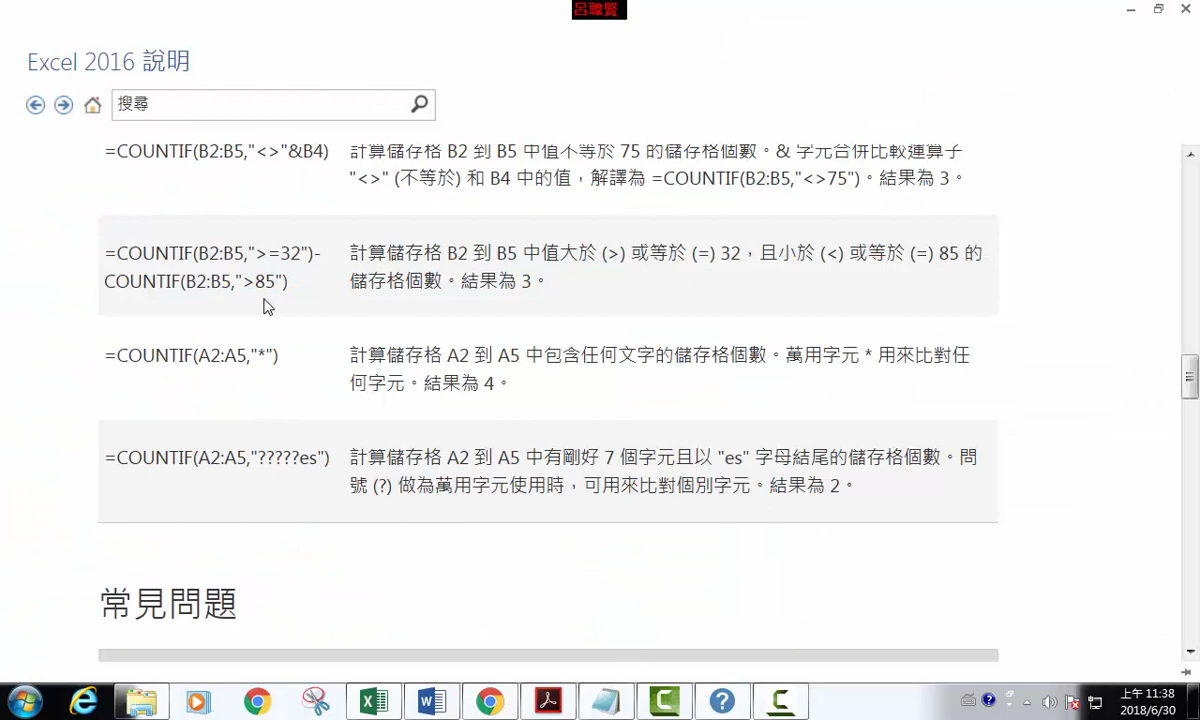 呂聰賢
Excel 2016 說明
搜尋
=COUNTIF(B2:B5,"<>"&B4)
計算儲存格 B2 到 B5 中值不等於 75 的儲存格個數。& 字元合併比較運算子
"<>" (不等於) 和 B4 中的值，解譯為 =COUNTIF(B2:B5,"<>75")。結果為 3。
=COUNTIF(B2:B5,">=32")-
COUNTIF(B2:B5,">85")
計算儲存格 B2 到 B5 中值大於 (>) 或等於 (=) 32，且小於 (<) 或等於 (=) 85 的
儲存格個數。結果為 3。
=COUNTIF(A2:A5,"*")
計算儲存格 A2 到 A5 中包含任何文字的儲存格個數。萬用字元 * 用來比對任
何字元。結果為 4。
=COUNTIF(A2:A5,"?????es")
計算儲存格 A2 到 A5 中有剛好 7 個字元且以 "es" 字母結尾的儲存格個數。問
號 (?) 做為萬用字元使用時，可用來比對個別字元。結果為 2。
常見問題
上午 11:38
2018/6/30